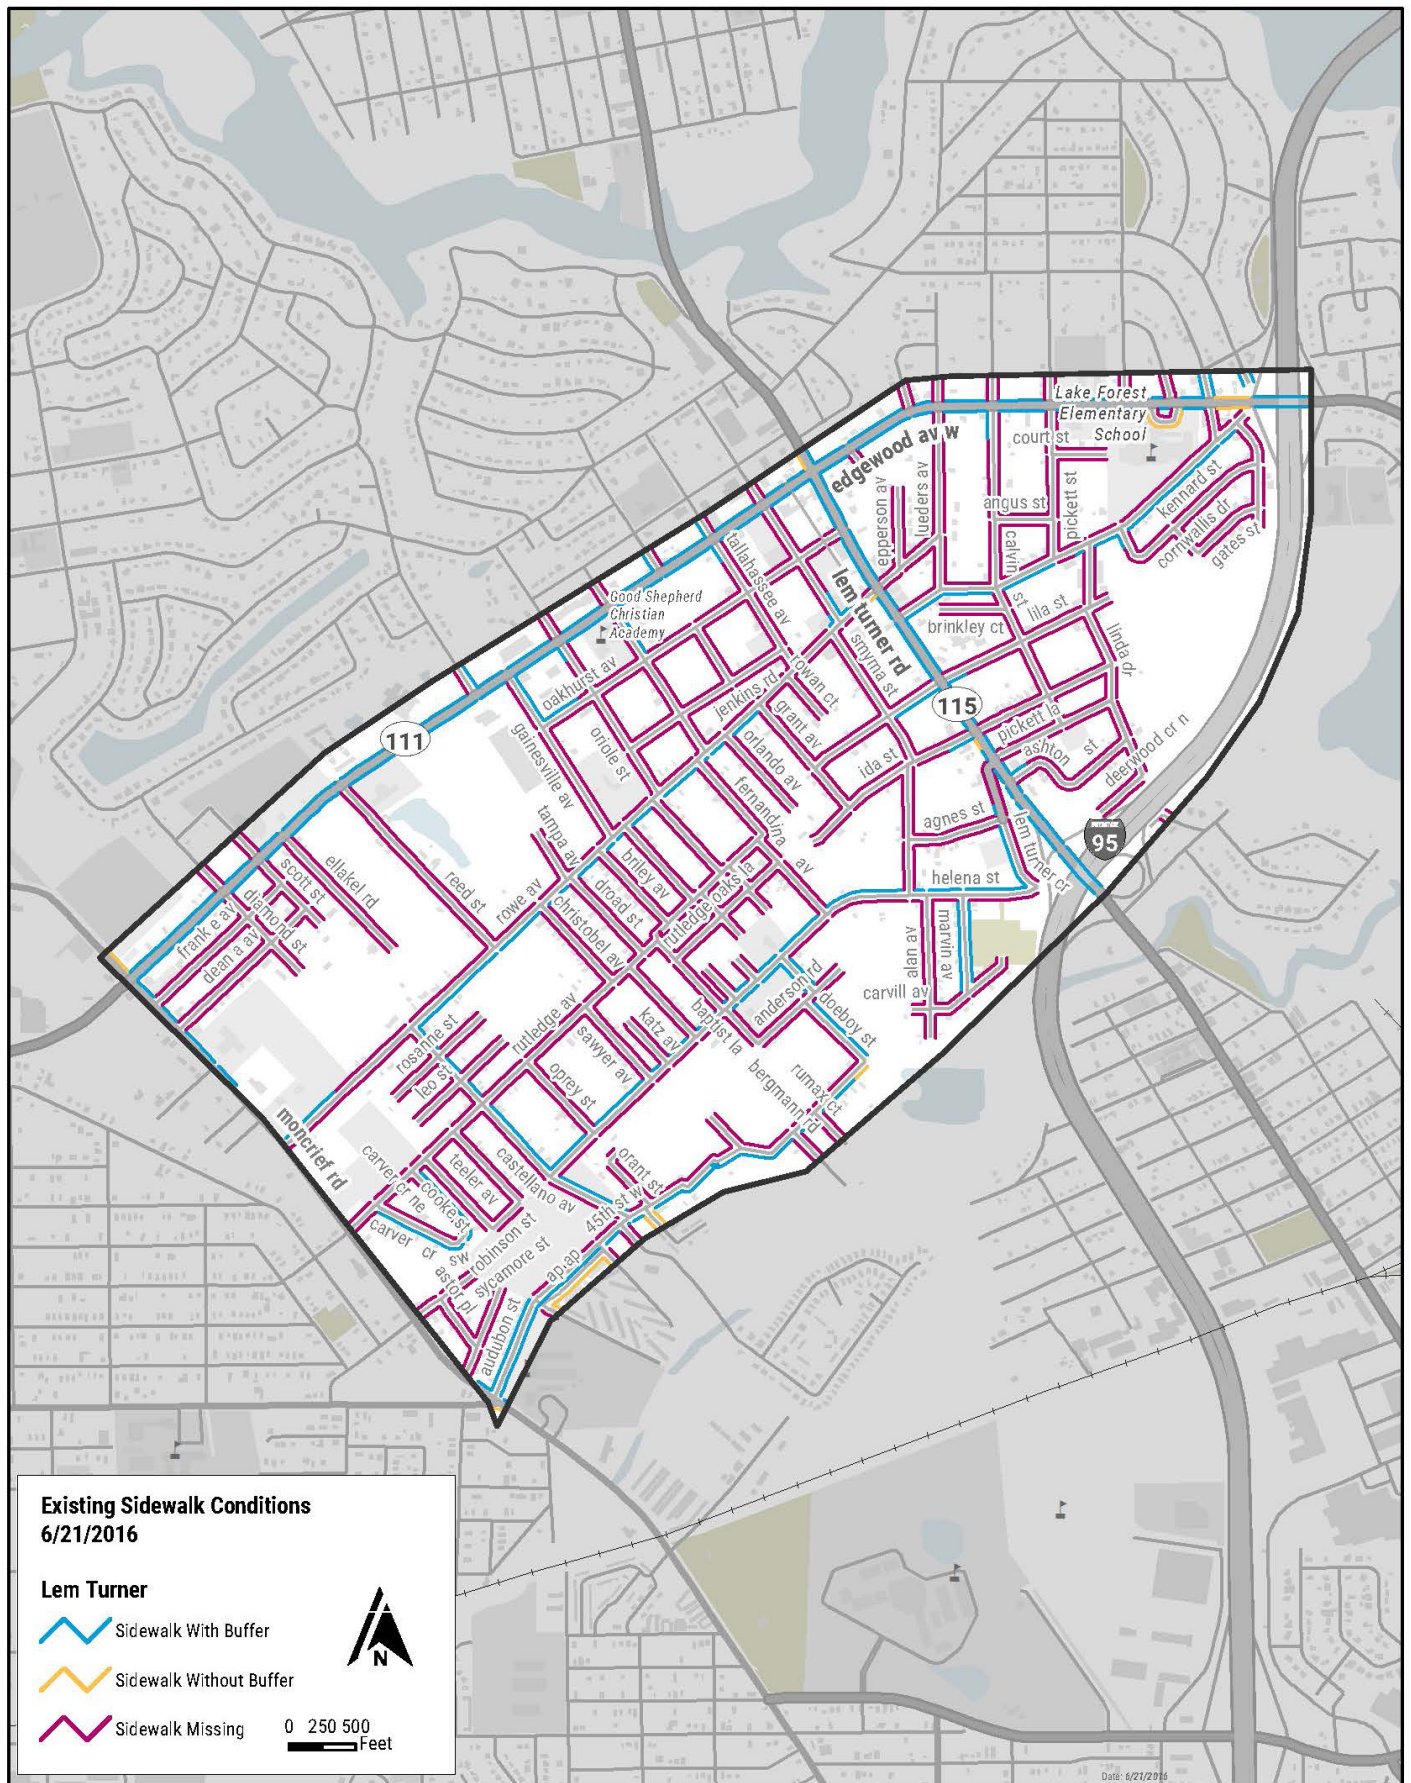 Lake Forest
Elementary
School
edgewood av w
court st
lueders av
epperson av
angus st
pickett st
kennard st
cornwallis dr
gates st
calvin
st
tallahassee av
lem turner rd
Good Shepherd
Christian
Academy
brinkley ct
lila st
linda dr
smyrna st
oakhurst av
rowan ct
jenkins rd
grant av
115
pickett la
ashton st
deerwood cr n
111
gainesville av
oriole st
orlando av
ida st
fernandina av
tampa av
agnes st
lem turner cr
INTERSTATE
95
scott st
ellakel rd
reed st
rowe av
briley av
droad st
rutledge oaks la
helena st
diamond st
frank e av
dean a av
christobel av
alan av
marvin av
carvill av
anderson rd
doeboy st
baptist la
rutledge av
katz av
sawyer av
rosanne st
leo st
oprey st
bergmann rd
rumax ct
moncrief rd
carver cr ne
cooke st
teeler av
castellano av
orant st
45th st w
carver cr sw
robinson st
sycamore st
astor pl
ap ap
audubon st
Existing Sidewalk Conditions
6/21/2016
Lem Turner
Sidewalk With Buffer
N
Sidewalk Without Buffer
Sidewalk Missing
0 250 500
Feet
Date: 6/27/2016